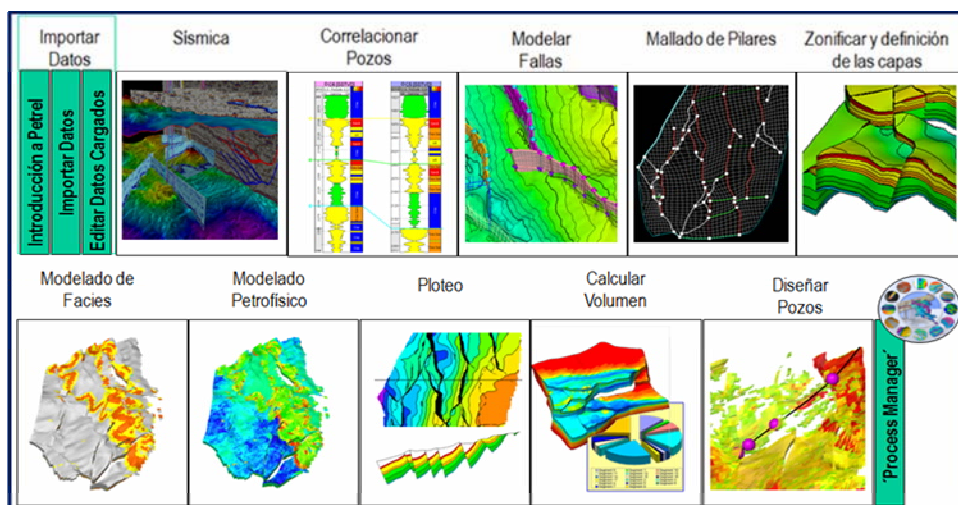 Importar
Datos
Sísmica
Correlacionar
Pozos
Modelar
Fallas
Mallado de Pilares
Zonificar y definición
de las capas
Introducción a Petrel
Importar Datos
Editar Datos Cargados
Modelado de
Facies
Modelado
Petrofísico
Ploteo
Calcular
Volumen
Diseñar
Pozos
'Process Manager'